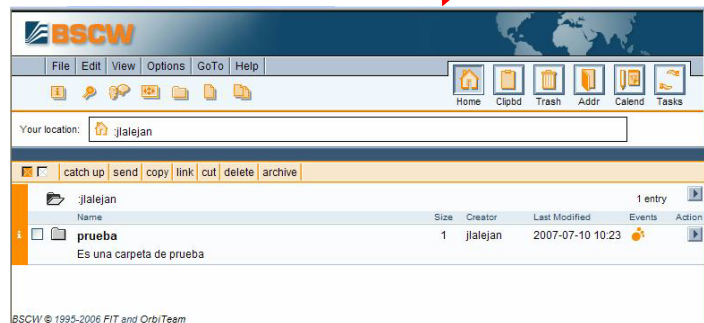 BSCW
File Edit View Options GoTo Help
Home Clipbd Trash Addr Calend Tasks
Your location: :jlalejan
catch up send copy link cut delete archive
:jlalejan 1 entry
Name Size Creator Last Modified Events Action
prueba 1 jlalejan 2007-07-10 10:23
Es una carpeta de prueba
BSCW © 1995-2006 FIT and OrbiTeam